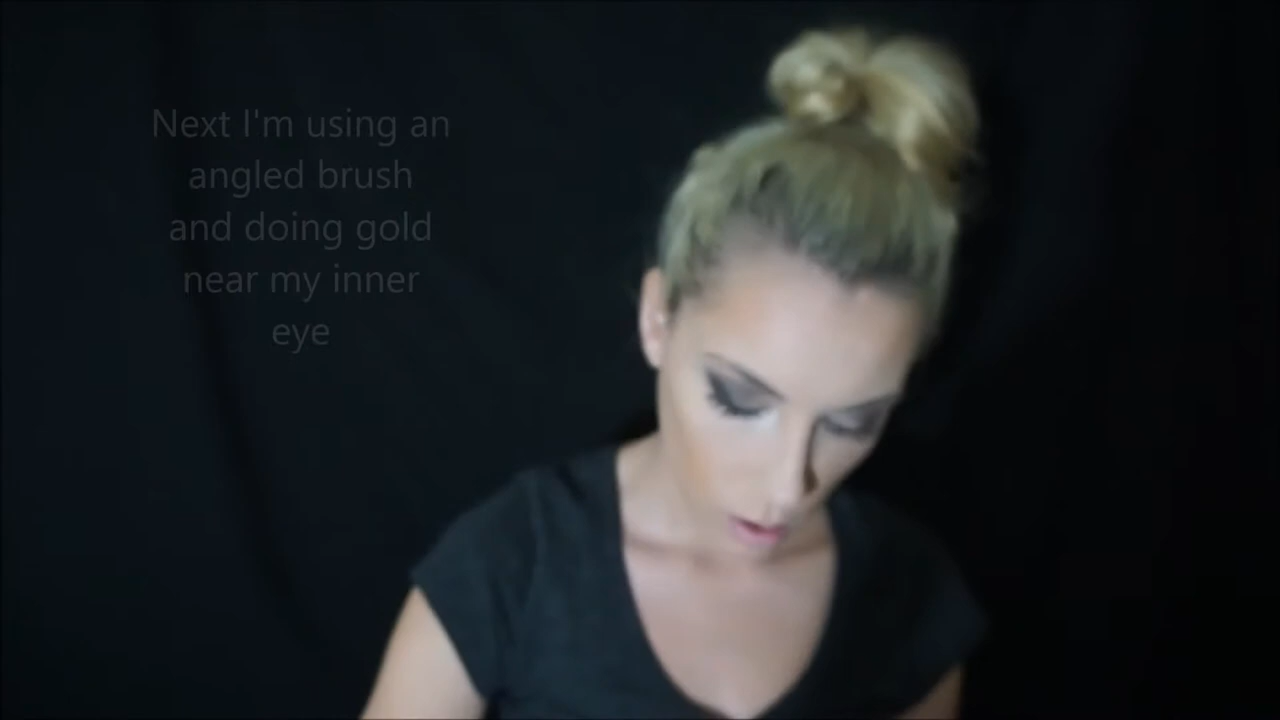 Next I'm using an
angled brush
and doing gold
near my inner
eye